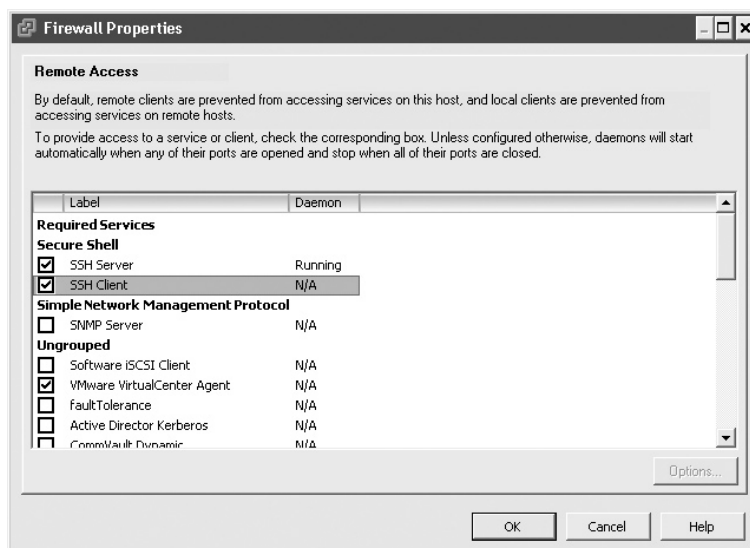 Firewall Properties
Remote Access
By default, remote clients are prevented from accessing services on this host, and local clients are prevented from
accessing services on remote hosts.
To provide access to a service or client, check the corresponding box. Unless configured otherwise, daemons will start
automatically when any of their ports are opened and stop when all of their ports are closed.
Label Daemon
Required Services
Secure Shell
SSH Server Running
SSH Client N/A
Simple Network Management Protocol
SNMP Server N/A
Ungrouped
Software iSCSI Client N/A
VMware VirtualCenter Agent N/A
faultTolerance N/A
Active Director Kerberos N/A
CommVault Dynamic N/A
Options...
OK Cancel Help